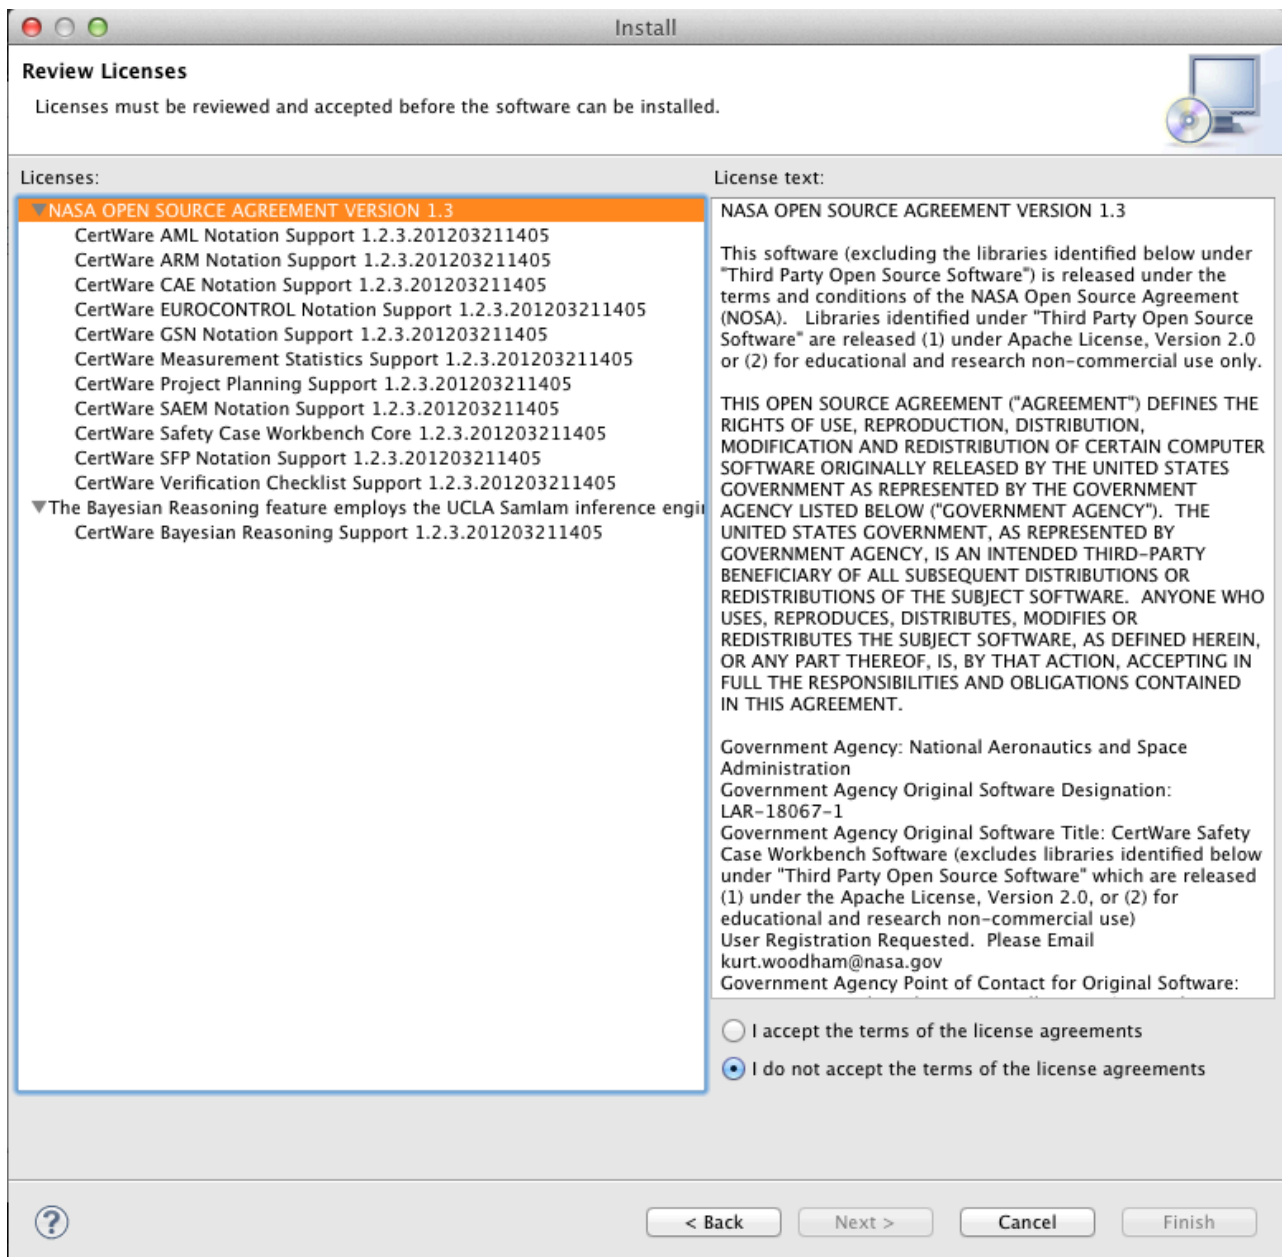 Install
Review Licenses
Licenses must be reviewed and accepted before the software can be installed.
Licenses:
NASA OPEN SOURCE AGREEMENT VERSION 1.3
CertWare AML Notation Support 1.2.3.201203211405
CertWare ARM Notation Support 1.2.3.201203211405
CertWare CAE Notation Support 1.2.3.201203211405
CertWare EUROCONTROL Notation Support 1.2.3.201203211405
CertWare GSN Notation Support 1.2.3.201203211405
CertWare Measurement Statistics Support 1.2.3.201203211405
CertWare Project Planning Support 1.2.3.201203211405
CertWare SAEM Notation Support 1.2.3.201203211405
CertWare Safety Case Workbench Core 1.2.3.201203211405
CertWare SFP Notation Support 1.2.3.201203211405
CertWare Verification Checklist Support 1.2.3.201203211405
The Bayesian Reasoning feature employs the UCLA SamIam inference engi
CertWare Bayesian Reasoning Support 1.2.3.201203211405
License text:
NASA OPEN SOURCE AGREEMENT VERSION 1.3
This software (excluding the libraries identified below under
"Third Party Open Source Software") is released under the
terms and conditions of the NASA Open Source Agreement
(NOSA).   Libraries identified under "Third Party Open Source
Software" are released (1) under Apache License, Version 2.0
or (2) for educational and research non-commercial use only.
THIS OPEN SOURCE AGREEMENT ("AGREEMENT") DEFINES THE
RIGHTS OF USE, REPRODUCTION, DISTRIBUTION,
MODIFICATION AND REDISTRIBUTION OF CERTAIN COMPUTER
SOFTWARE ORIGINALLY RELEASED BY THE UNITED STATES
GOVERNMENT AS REPRESENTED BY THE GOVERNMENT
AGENCY LISTED BELOW ("GOVERNMENT AGENCY").  THE
UNITED STATES GOVERNMENT, AS REPRESENTED BY
GOVERNMENT AGENCY, IS AN INTENDED THIRD-PARTY
BENEFICIARY OF ALL SUBSEQUENT DISTRIBUTIONS OR
REDISTRIBUTIONS OF THE SUBJECT SOFTWARE.  ANYONE WHO
USES, REPRODUCES, DISTRIBUTES, MODIFIES OR
REDISTRIBUTES THE SUBJECT SOFTWARE, AS DEFINED HEREIN,
OR ANY PART THEREOF, IS, BY THAT ACTION, ACCEPTING IN
FULL THE RESPONSIBILITIES AND OBLIGATIONS CONTAINED
IN THIS AGREEMENT.
Government Agency: National Aeronautics and Space
Administration
Government Agency Original Software Designation:
LAR-18067-1
Government Agency Original Software Title: CertWare Safety
Case Workbench Software (excludes libraries identified below
under "Third Party Open Source Software" which are released
(1) under the Apache License, Version 2.0, or (2) for
educational and research non-commercial use)
User Registration Requested.  Please Email
kurt.woodham@nasa.gov
Government Agency Point of Contact for Original Software:
I accept the terms of the license agreements
I do not accept the terms of the license agreements
?
< Back
Next >
Cancel
Finish